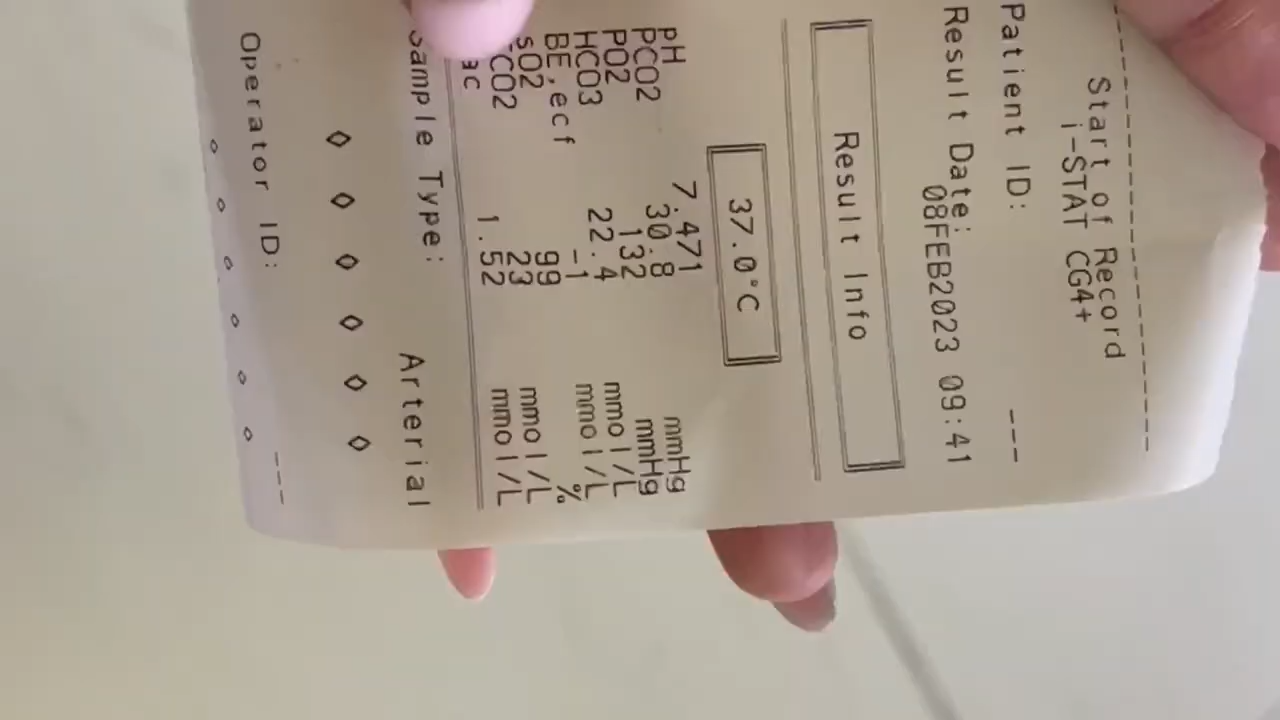 Start of Record
i-STAT CG4+
Patient ID: ---
Result Date:
08FEB2023 09:41
Result Info
37.0°C
pH 7.471
PCO2 30.8 mmHg
PO2 132 mmHg
HCO3 22.4 mmol/L
BE,ecf -1 mmol/L
sO2 99 %
CO2 23 mmol/L
ac 1.52 mmol/L
Sample Type: Arterial
Operator ID: ---